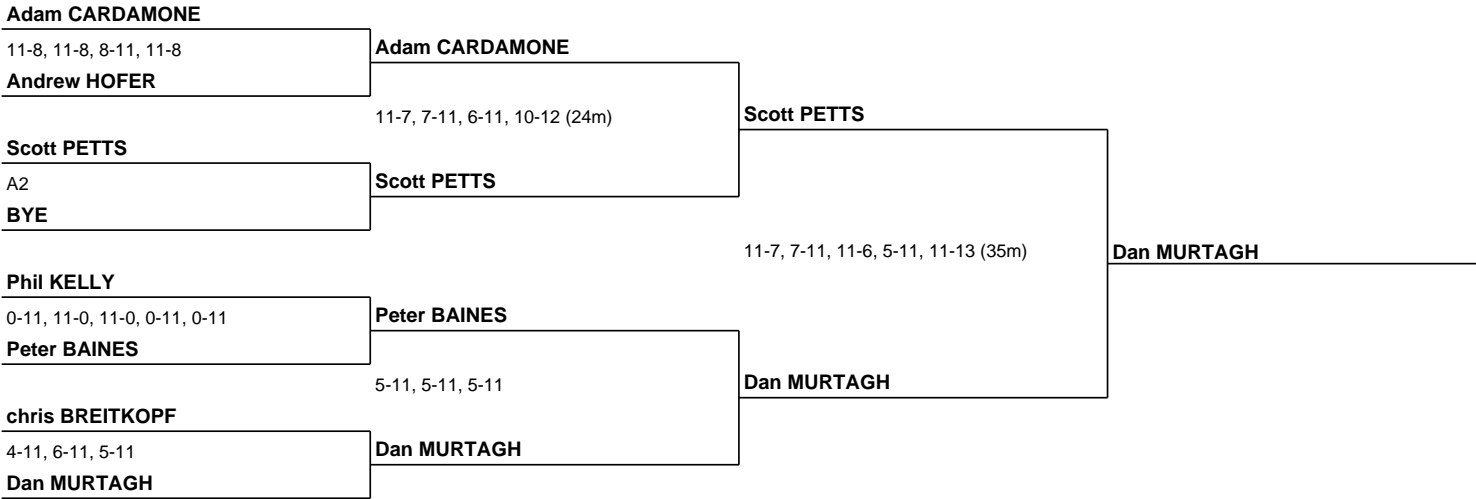 Adam CARDAMONE
11-8, 11-8, 8-11, 11-8
Andrew HOFER
Scott PETTS
A2
BYE
Phil KELLY
0-11, 11-0, 11-0, 0-11, 0-11
Peter BAINES
chris BREITKOPF
4-11, 6-11, 5-11
Dan MURTAGH
Adam CARDAMONE
11-7, 7-11, 6-11, 10-12 (24m)
Scott PETTS
Peter BAINES
5-11, 5-11, 5-11
Dan MURTAGH
Scott PETTS
11-7, 7-11, 11-6, 5-11, 11-13 (35m)
Dan MURTAGH
Dan MURTAGH